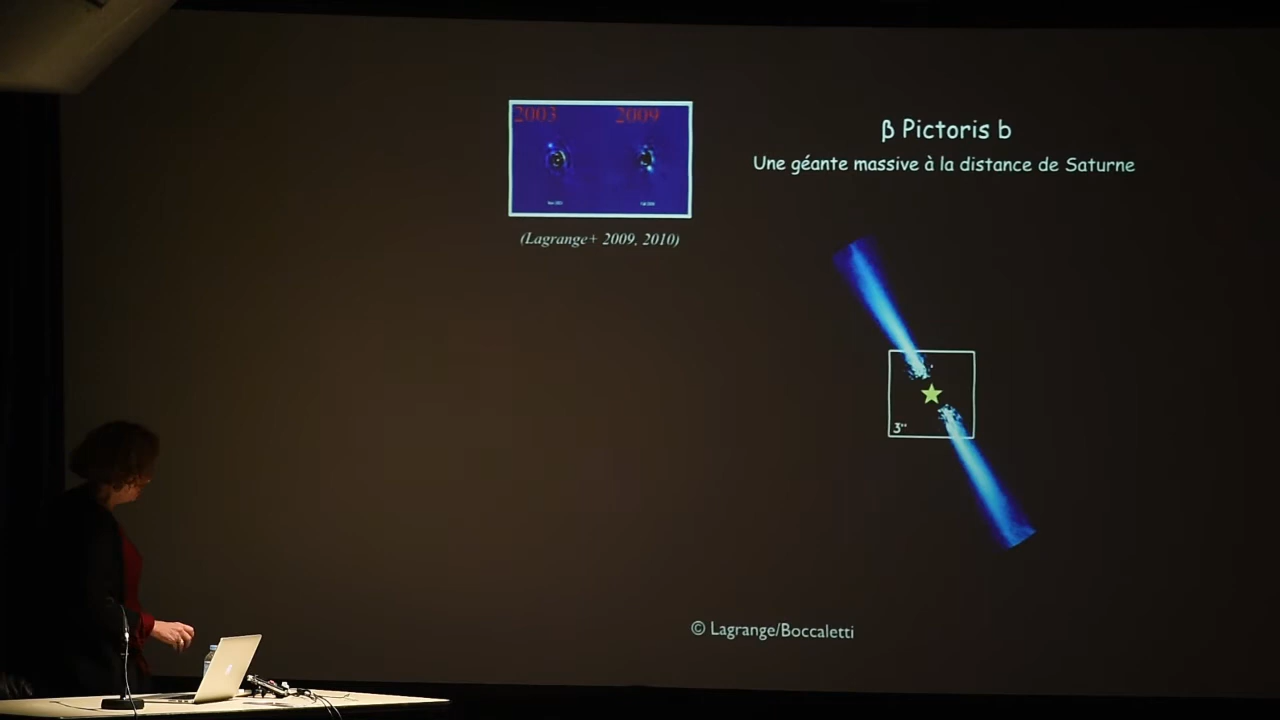 2003 2009
(Lagrange+ 2009, 2010)
β Pictoris b
Une géante massive à la distance de Saturne
3"
© Lagrange/Boccaletti